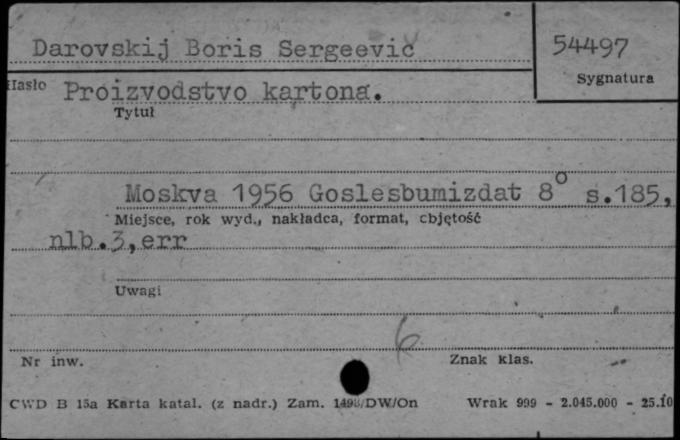 Darovskij Boris Sergeevič 54497
Sygnatura
Hasło Proizvodstvo kartona.
Tytuł
Moskva 1956 Goslesbumizdat 8° s.185,
Miejsce, rok wyd., nakładca, format, objętość
nlb.3,err
Uwagi
6
Nr inw. Znak klas.
CWD B 15a Karta katal. (z nadr.) Zam. /DW/On Wrak 999 - 2.045.000 - 25.10